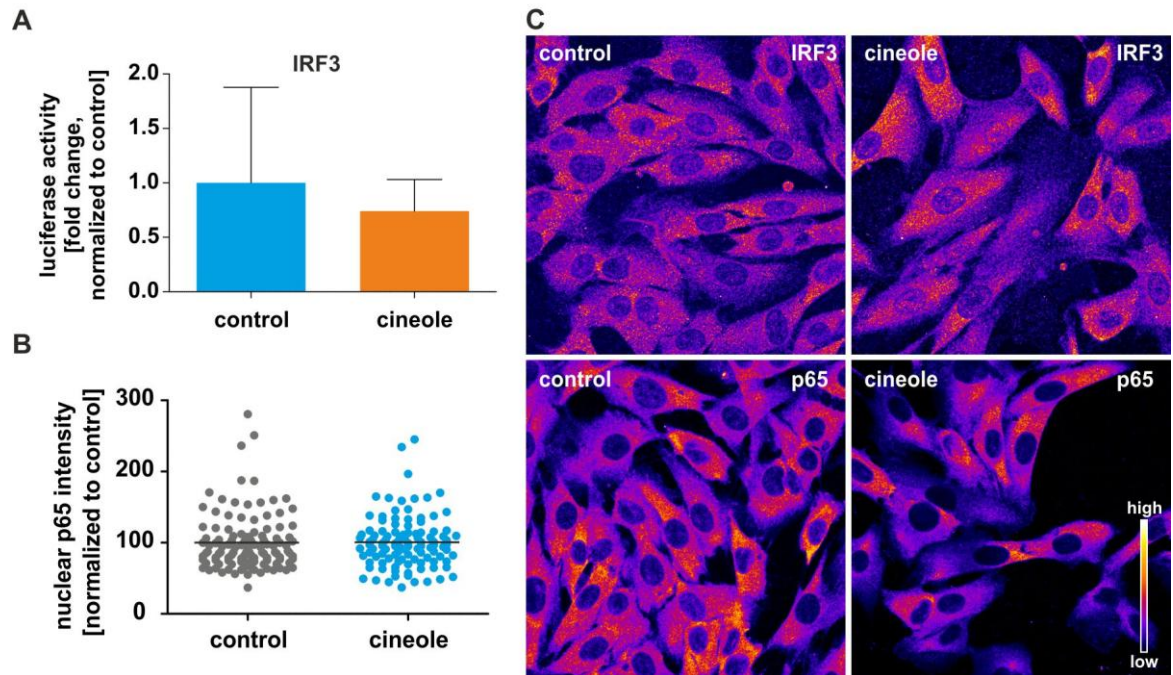 A
IRF3
luciferase activity
[fold change,
normalized to control]
2.0
1.5
1.0
0.5
0.0
control
cineole
B
nuclear p65 intensity
[normalized to control]
300
200
100
0
control
cineole
C
control
IRF3
cineole
IRF3
control
p65
cineole
p65
high
low